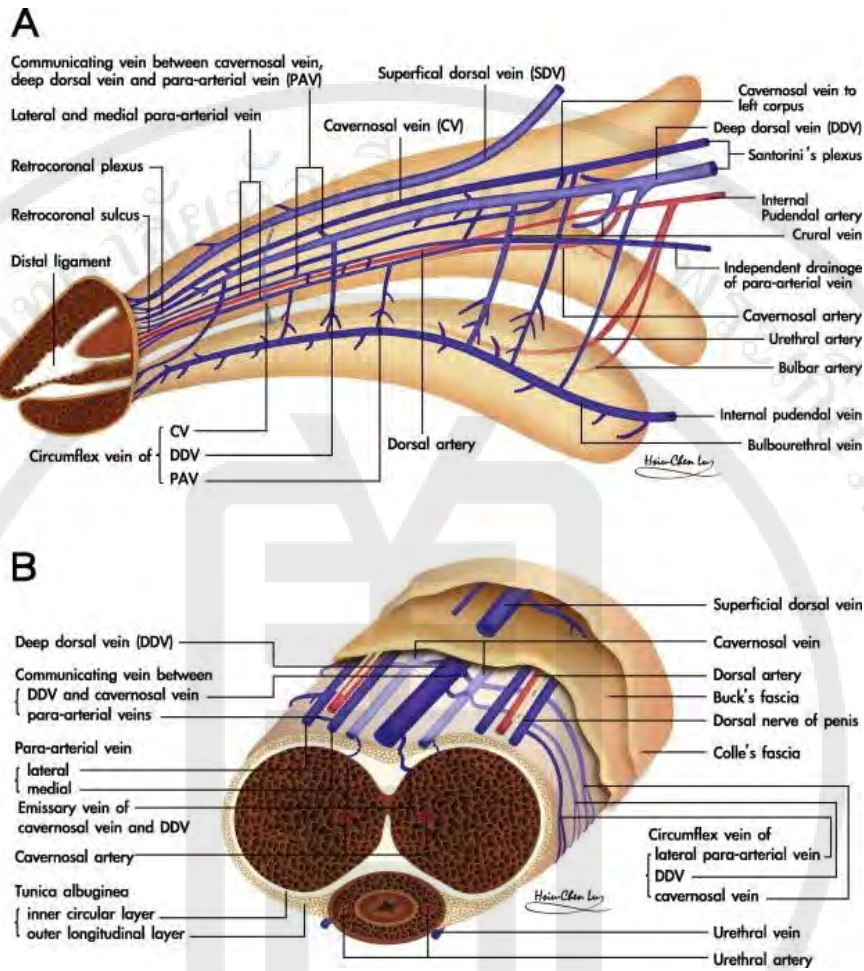 A
Communicating vein between cavernosal vein,
deep dorsal vein and para-arterial vein (PAV)
Superfical dorsal vein (SDV)
Cavernosal vein to
left corpus
Lateral and medial para-arterial vein
Cavernosal vein (CV)
Deep dorsal vein (DDV)
Santorini's plexus
Retrocoronal plexus
Internal
Pudendal artery
Retrocoronal sulcus
Crural vein
Distal ligament
Independent drainage
of para-arterial vein
Cavernosal artery
Urethral artery
Bulbar artery
Internal pudendal vein
Bulbourethral vein
Circumflex vein of
CV
DDV
PAV
Dorsal artery
Hsiu-Chen Lu
B
Superficial dorsal vein
Deep dorsal vein (DDV)
Cavernosal vein
Communicating vein between
DDV and cavernosal vein
para-arterial veins
Dorsal artery
Buck's fascia
Dorsal nerve of penis
Colle's fascia
Para-arterial vein
lateral
medial
Emissary vein of
cavernosal vein and DDV
Cavernosal artery
Circumflex vein of
lateral para-arterial vein
DDV
cavernosal vein
Tunica albuginea
inner circular layer
outer longitudinal layer
Hsiu-Chen Lu
Urethral vein
Urethral artery